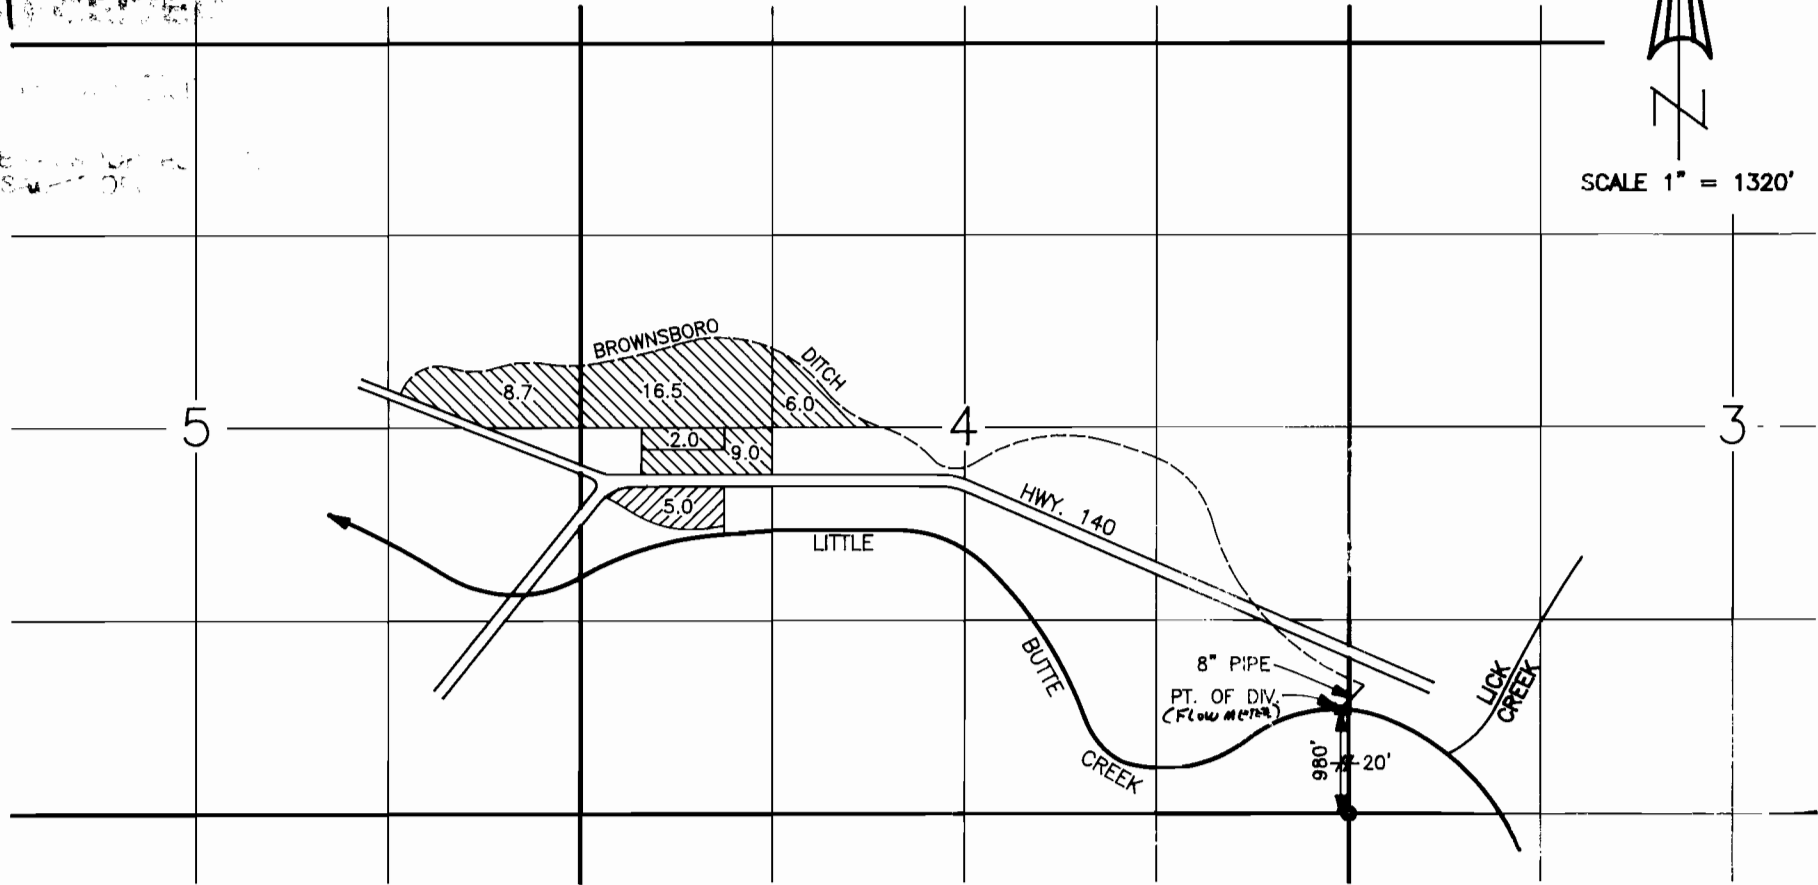 N
SCALE 1" = 1320'
BROWNSBORO
DITCH
8.7
16.5
6.0
5
4
3
2.0
9.0
5.0
HWY. 140
LITTLE
BUTTE
CREEK
8" PIPE
PT. OF DIV.
(FLOW METER)
LICK
CREEK
980'
20'